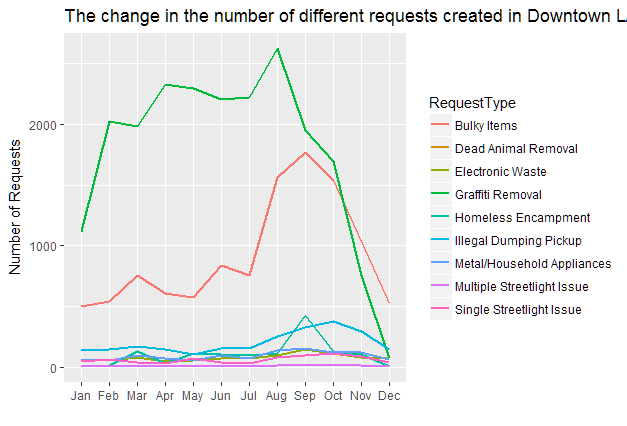 The change in the number of different requests created in Downtown L
Number of Requests
2000
1000
0
Jan Feb Mar Apr May Jun Jul Aug Sep Oct Nov Dec
RequestType
Bulky Items
Dead Animal Removal
Electronic Waste
Graffiti Removal
Homeless Encampment
Illegal Dumping Pickup
Metal/Household Appliances
Multiple Streetlight Issue
Single Streetlight Issue